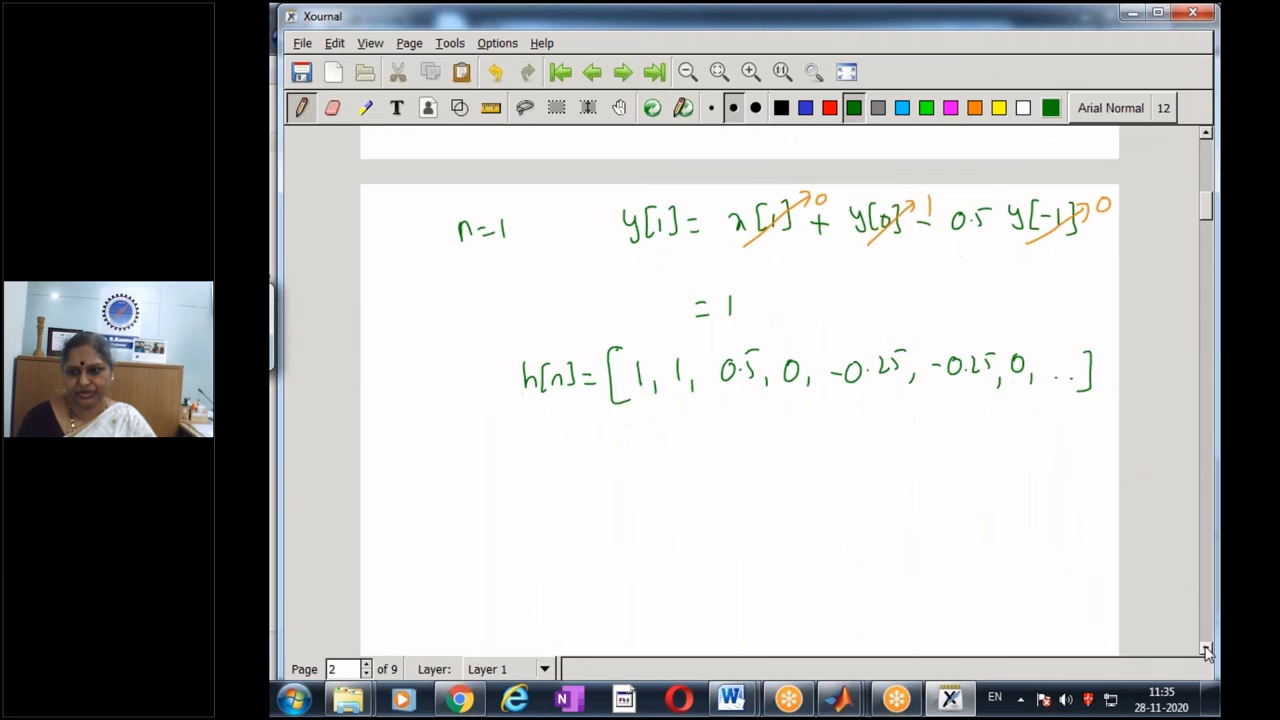 Xournal
File Edit View Page Tools Options Help
Arial Normal 12
n=1 y[1]= x[1]→0 + y[0]→1 - 0.5 y[-1]→0
= 1
h[n]= [1, 1, 0.5, 0, -0.25, -0.25, 0, ..]
Page 2 of 9 Layer: Layer 1
EN 11:35
28-11-2020